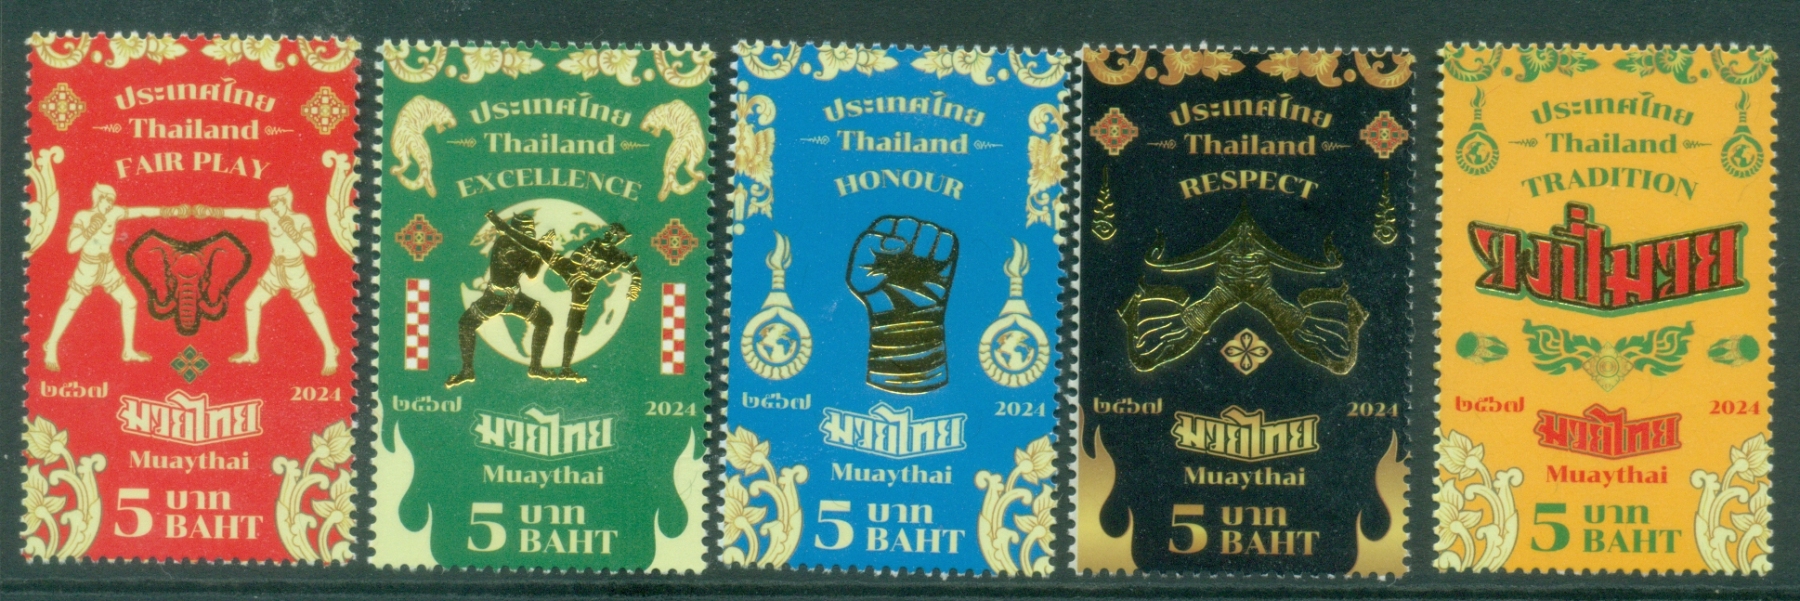 ประเทศไทย
Thailand
FAIR PLAY
๒๕๖๗ 2024
มวยไทย
Muaythai
5 บาท
BAHT
ประเทศไทย
Thailand
EXCELLENCE
๒๕๖๗ 2024
มวยไทย
Muaythai
5 บาท
BAHT
ประเทศไทย
Thailand
HONOUR
๒๕๖๗ 2024
มวยไทย
Muaythai
5 บาท
BAHT
ประเทศไทย
Thailand
RESPECT
๒๕๖๗ 2024
มวยไทย
Muaythai
5 บาท
BAHT
ประเทศไทย
Thailand
TRADITION
วงปี่มวย
๒๕๖๗ 2024
มวยไทย
Muaythai
5 บาท
BAHT